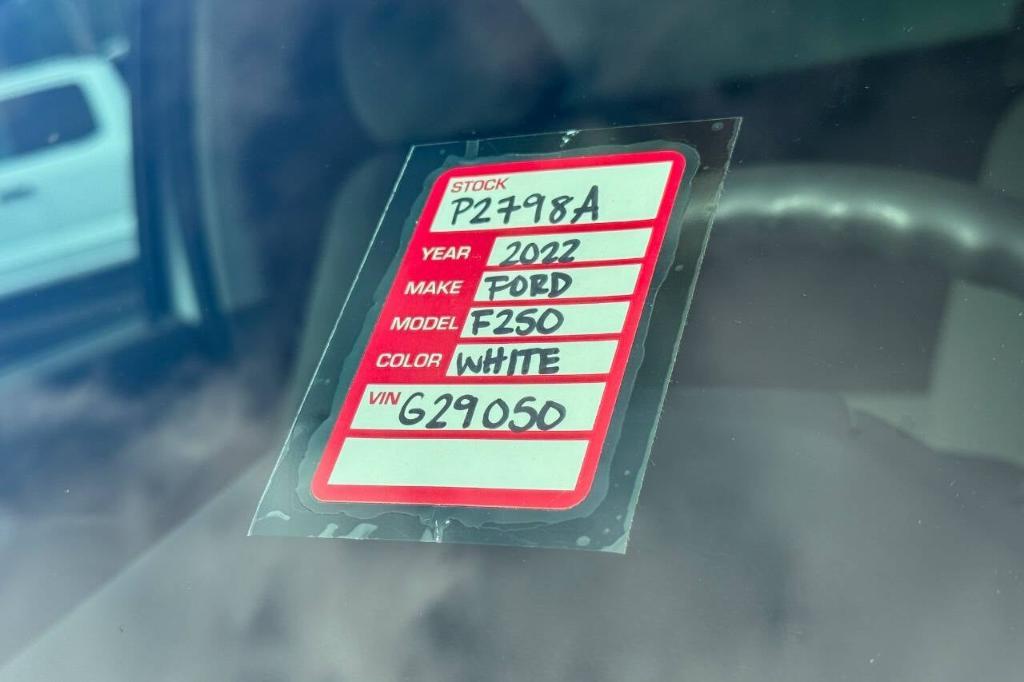 STOCK
P2798A
YEAR 2022
MAKE FORD
MODEL F250
COLOR WHITE
VIN G29050